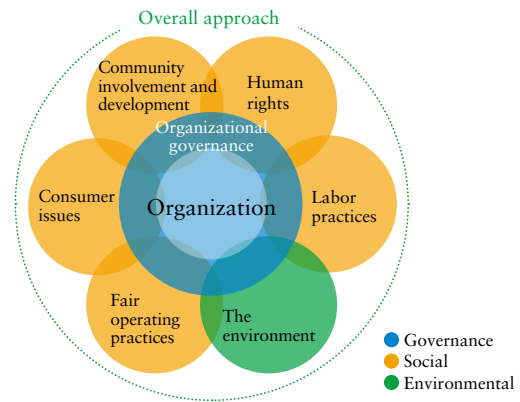 Overall approach
Community
involvement and
development
Human
rights
Organizational
governance
Consumer
issues
Organization
Labor
practices
Fair
operating
practices
The
environment
Governance
Social
Environmental